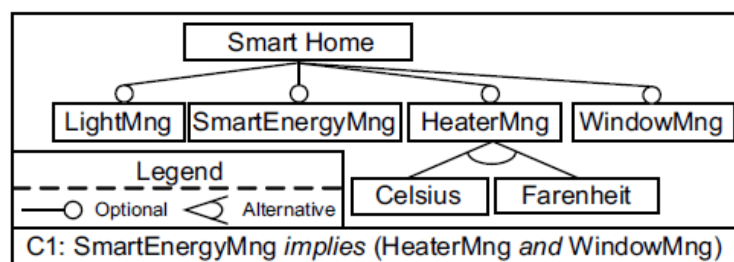 Smart Home
LightMng SmartEnergyMng HeaterMng WindowMng
Legend
Optional Alternative
Celsius Farenheit
C1: SmartEnergyMng implies (HeaterMng and WindowMng)